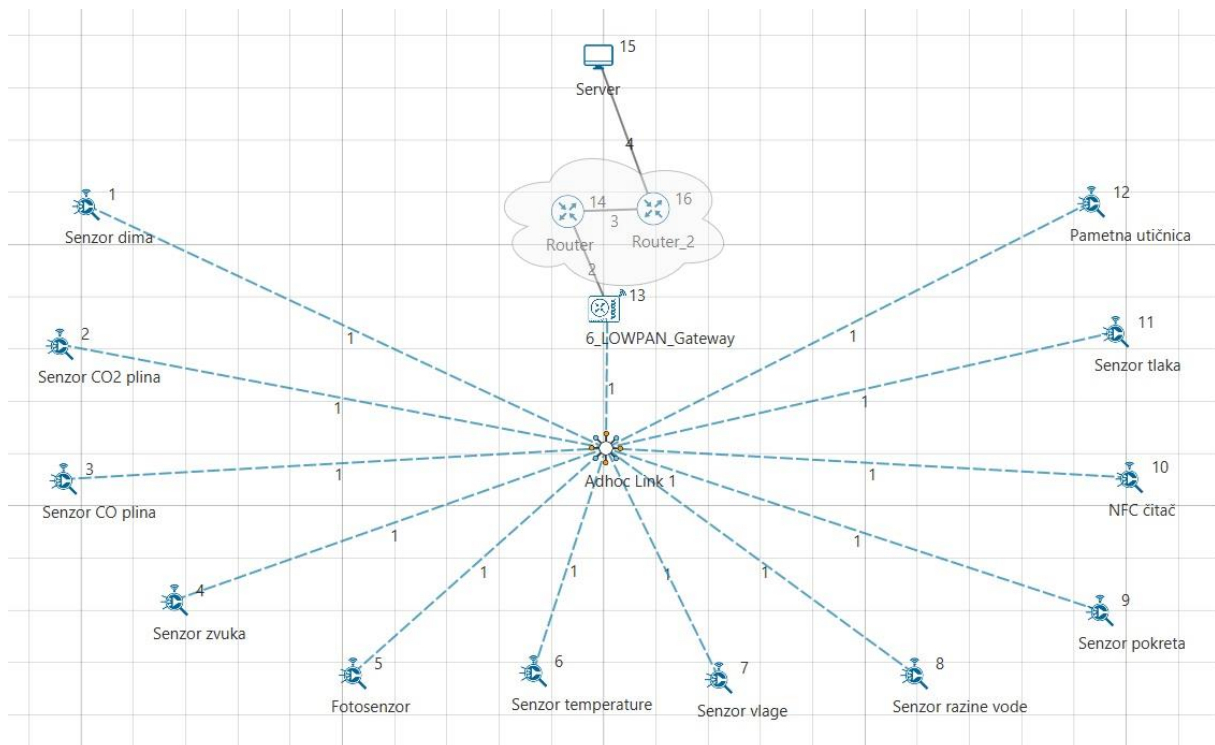 15
Server
4
14
16
3
Router
Router_2
2
13
6_LOWPAN_Gateway
1
Senzor dima
12
Pametna utičnica
1
1
2
Senzor CO2 plina
11
Senzor tlaka
1
1
1
3
Senzor CO plina
Adhoc Link 1
10
NFC čitač
1
1
4
Senzor zvuka
1
1
9
Senzor pokreta
5
Fotosenzor
1
1
6
Senzor temperature
1
7
Senzor vlage
1
8
Senzor razine vode
1